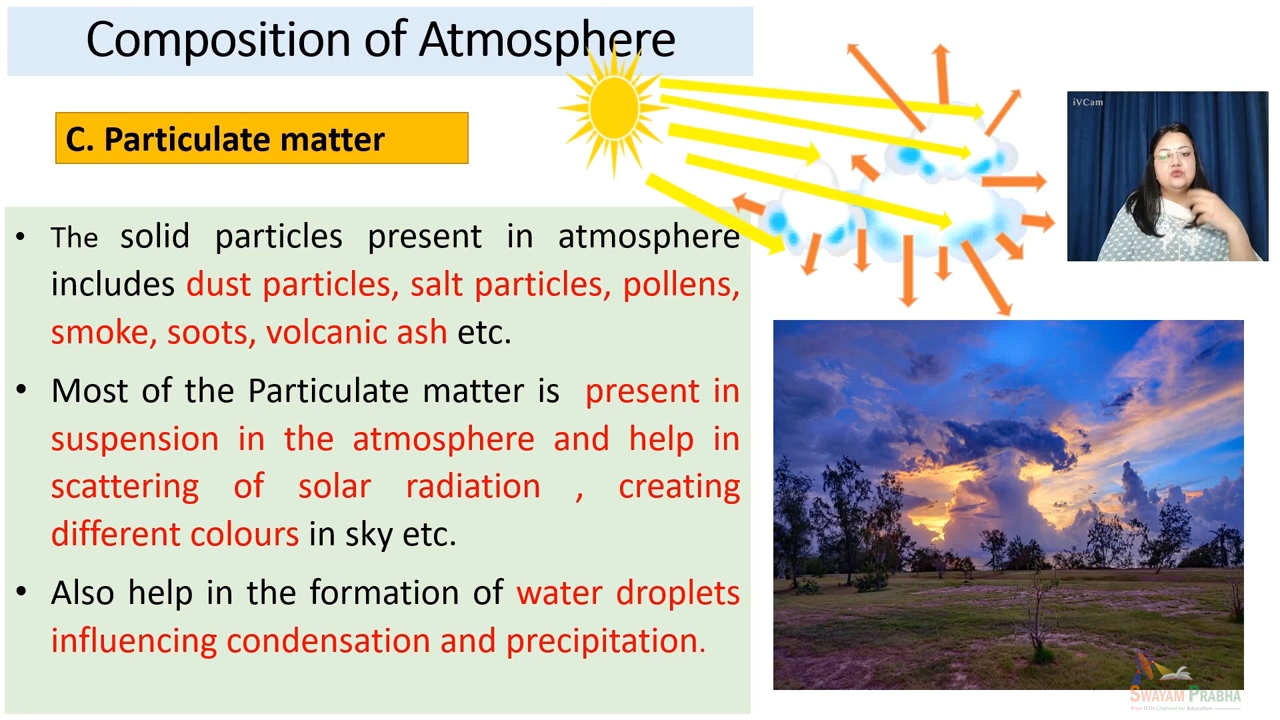 Composition of Atmosphere
C. Particulate matter
iVCam
• The solid particles present in atmosphere
includes dust particles, salt particles, pollens,
smoke, soots, volcanic ash etc.
• Most of the Particulate matter is present in
suspension in the atmosphere and help in
scattering of solar radiation , creating
different colours in sky etc.
• Also help in the formation of water droplets
influencing condensation and precipitation.
SWAYAM PRABHA
Free DTH Channel for Education